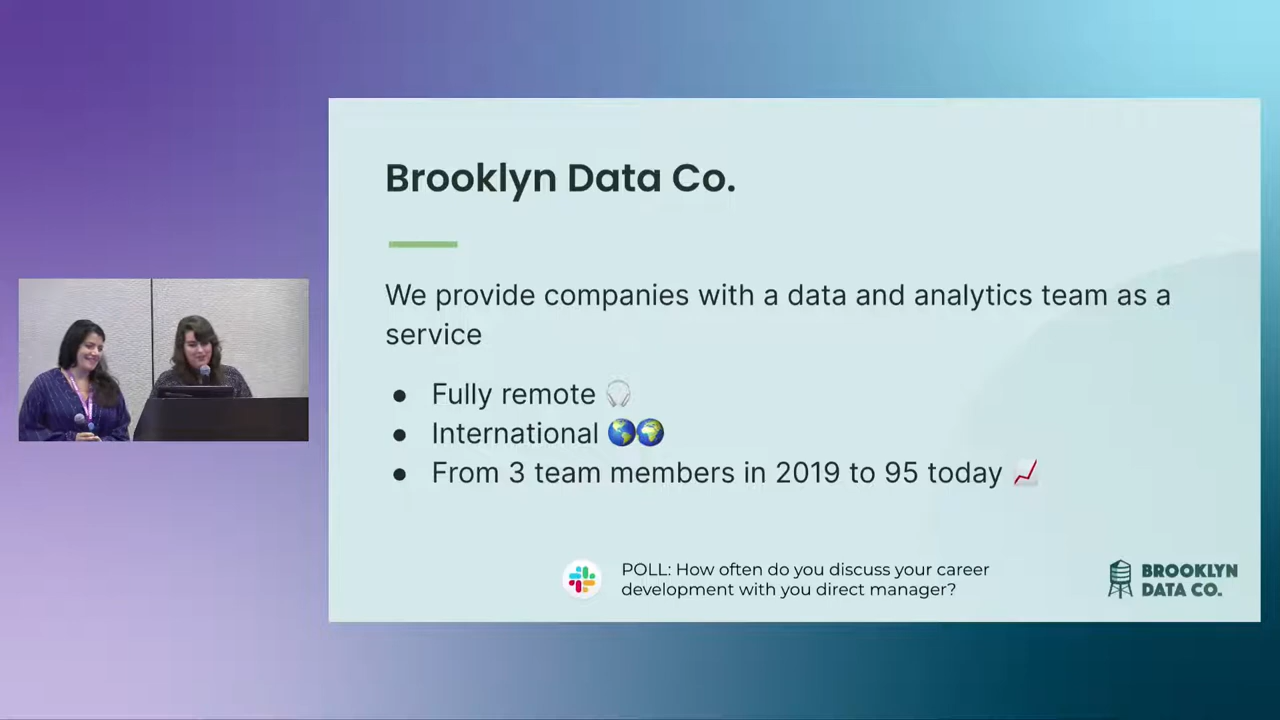 Brooklyn Data Co.
We provide companies with a data and analytics team as a
service
● Fully remote 🎧
● International 🌎🌍
● From 3 team members in 2019 to 95 today 📈
POLL: How often do you discuss your career
development with you direct manager?
BROOKLYN
DATA CO.